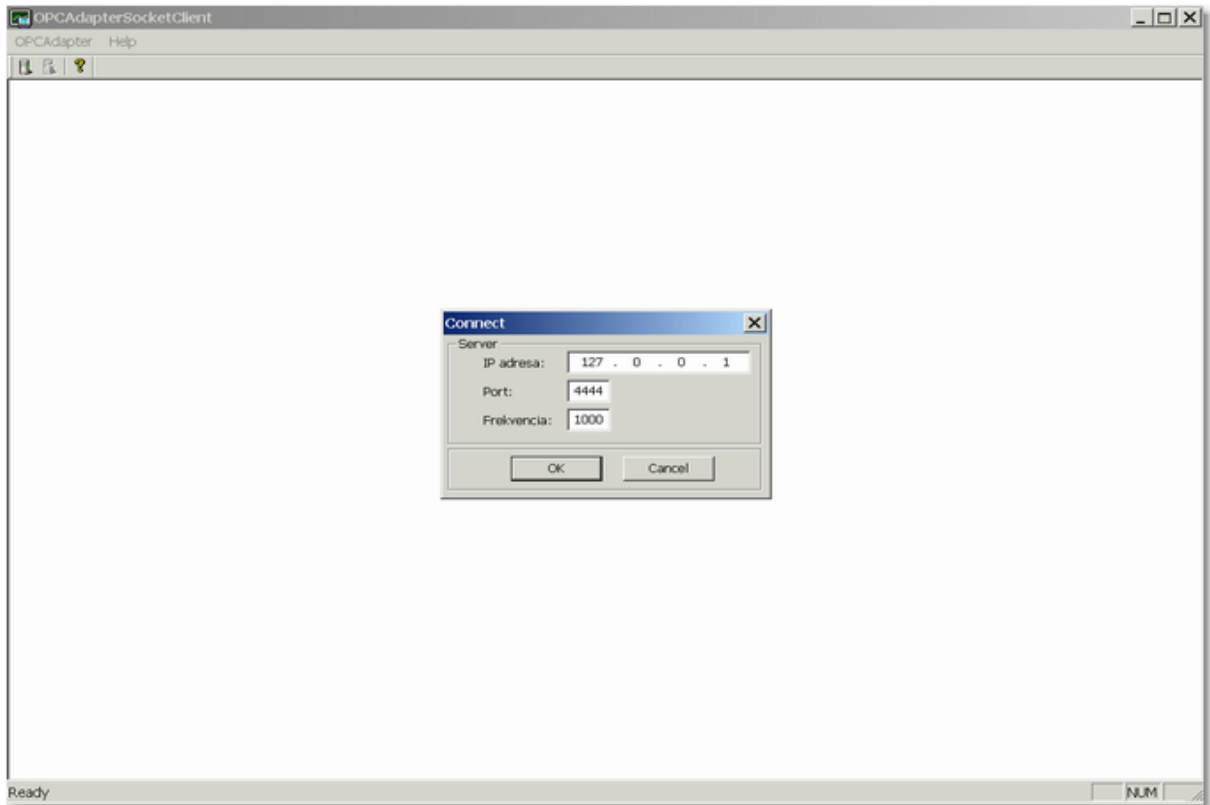 OPCAdapterSocketClient
OPCAdapter Help
Connect
Server
IP adresa: 127 . 0 . 0 . 1
Port: 4444
Frekvencia: 1000
OK Cancel
Ready NUM